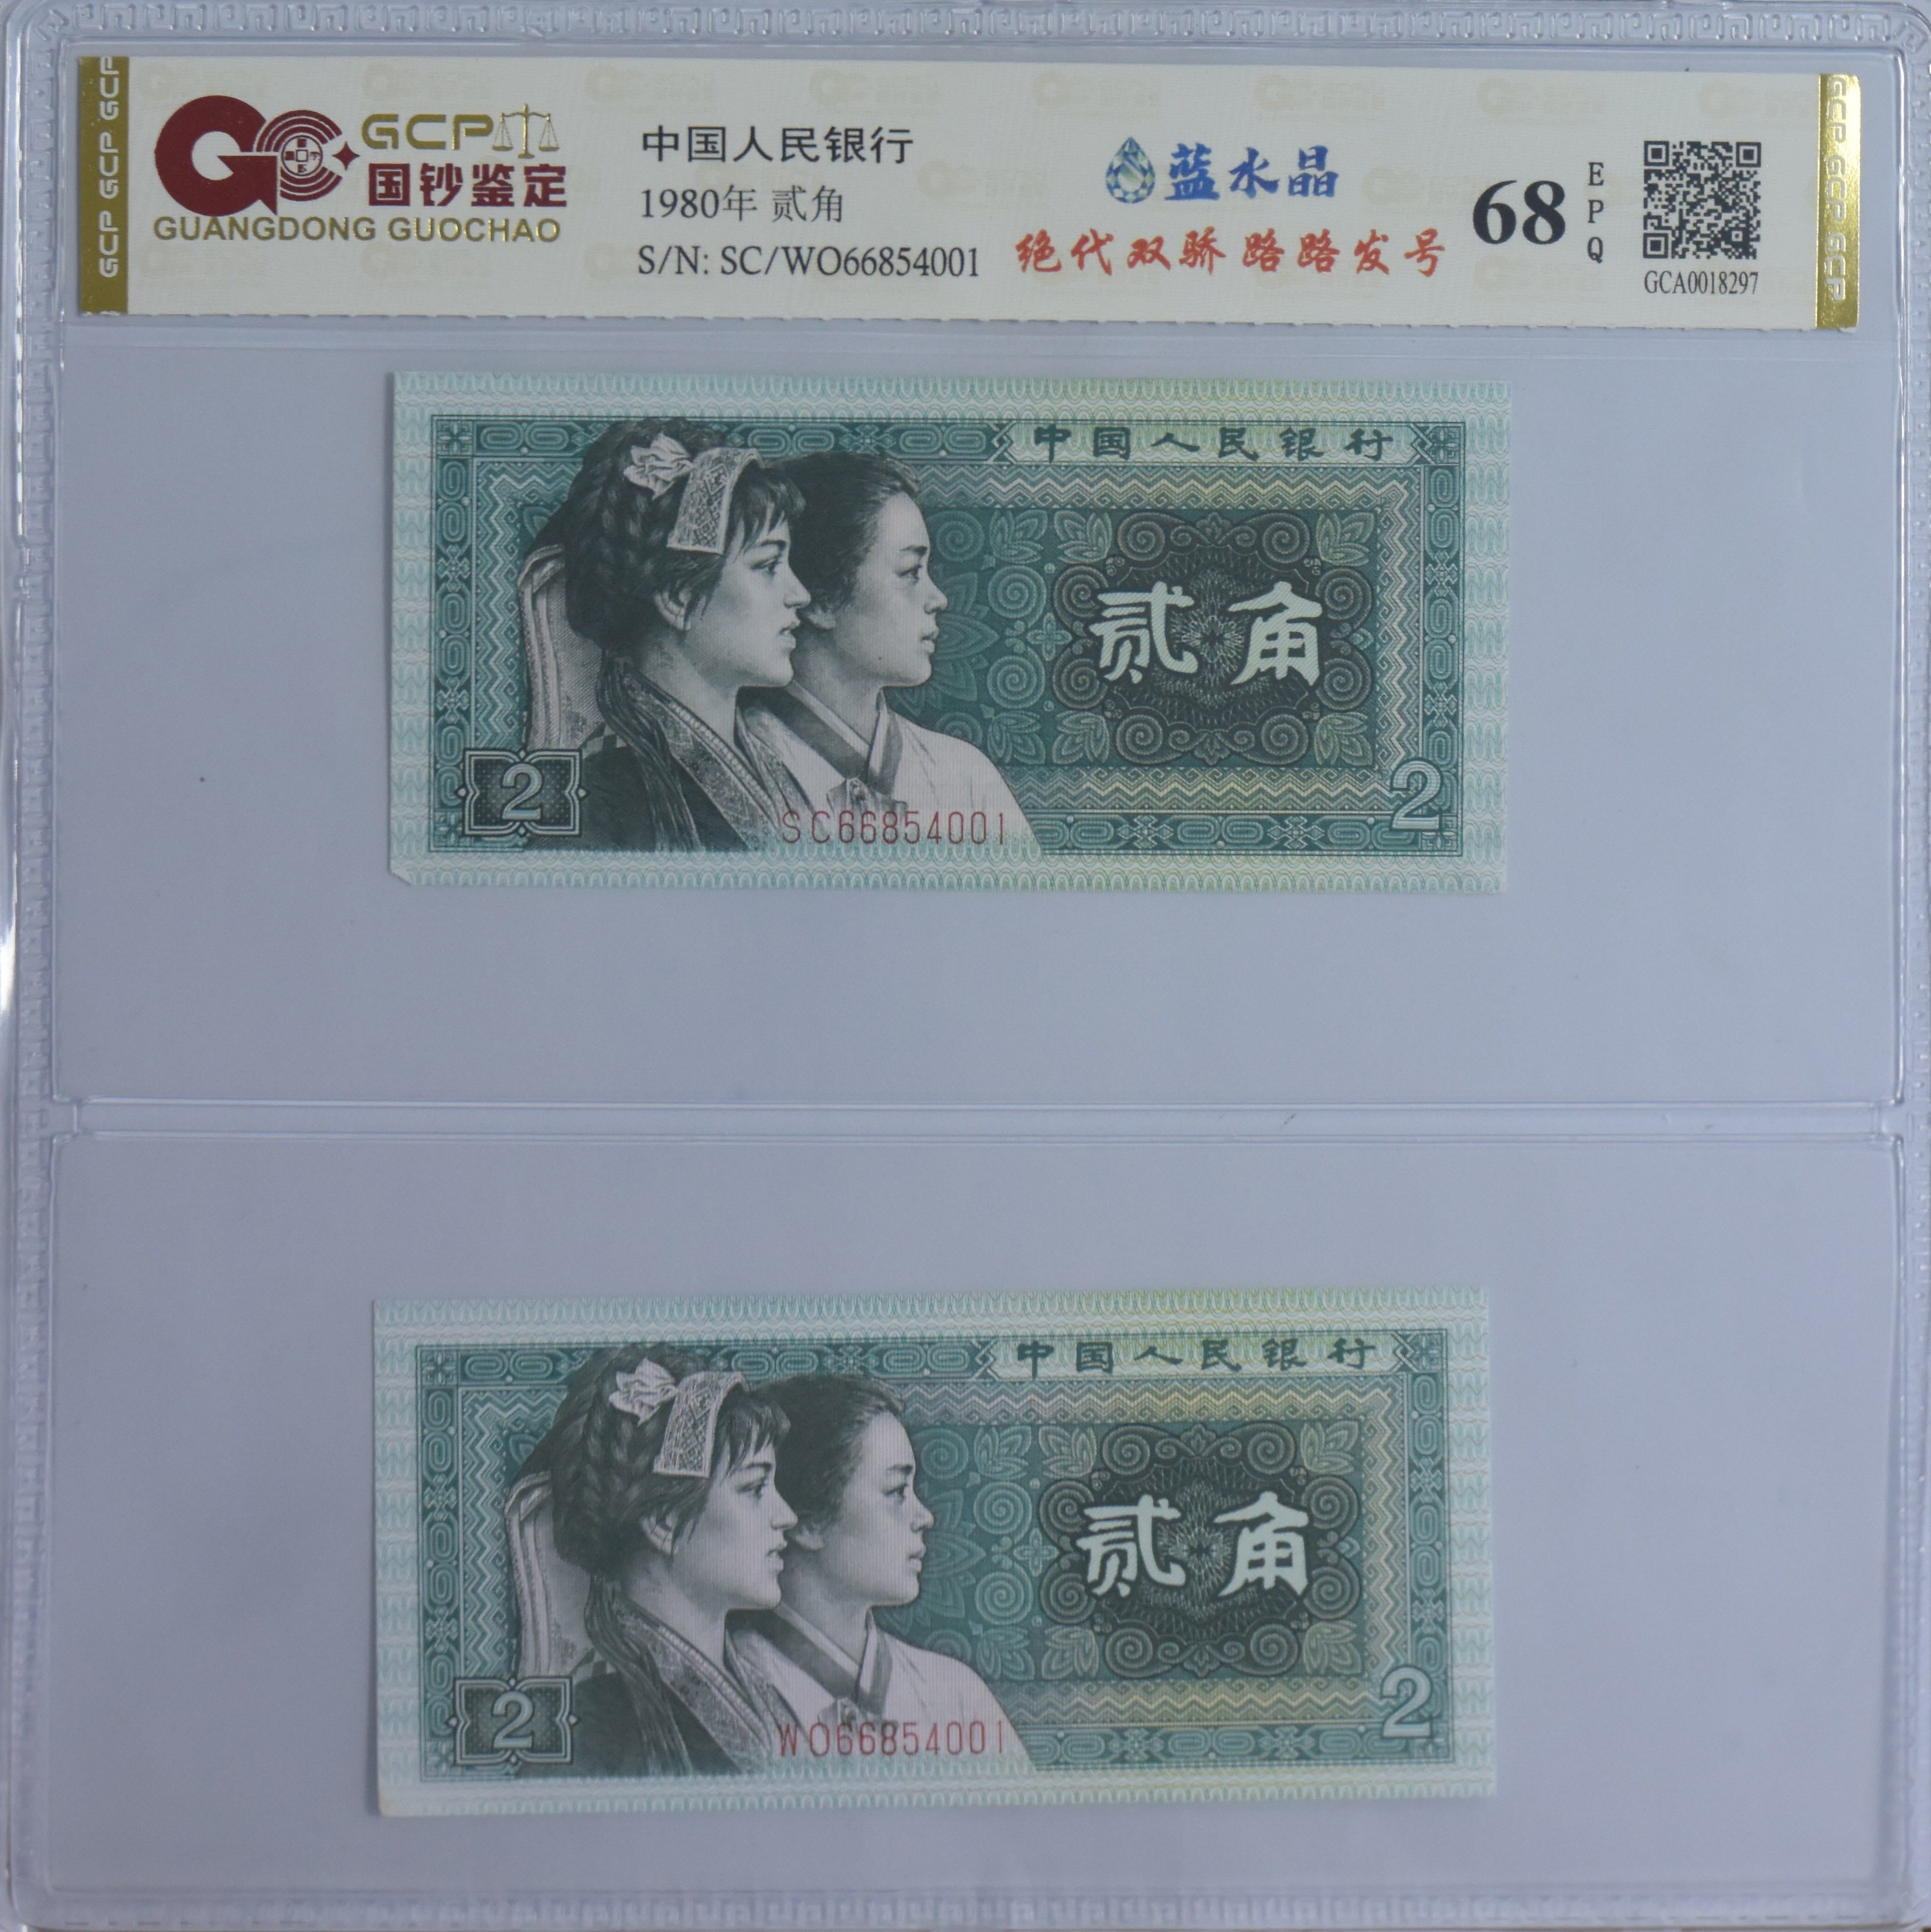 GCP GCP GCP
GCP
国钞鉴定
GUANGDONG GUOCHAO
中国人民银行
1980年 贰角
S/N: SC/WO66854001
蓝水晶
绝代双骄 路路发号
68
EPQ
GCA0018297
GCP GCP GCP
中国人民银行
贰角
2
2
SC66854001
中国人民银行
贰角
2
2
WO66854001